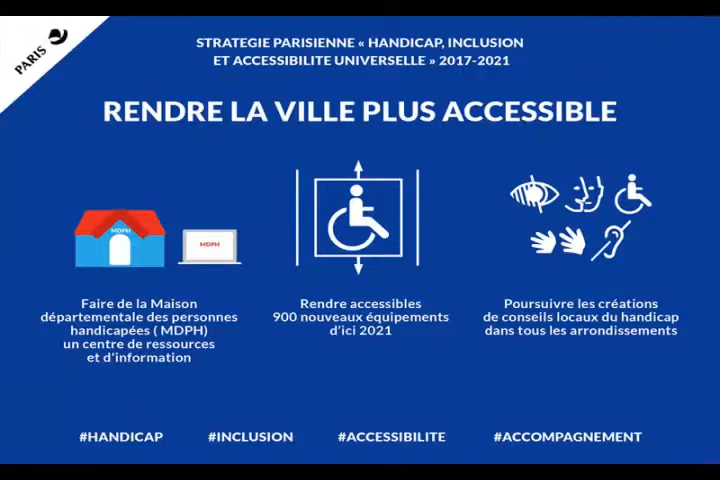 PARIS
STRATEGIE PARISIENNE « HANDICAP, INCLUSION
ET ACCESSIBILITE UNIVERSELLE » 2017-2021
RENDRE LA VILLE PLUS ACCESSIBLE
MDPH
MDPH
Faire de la Maison
départementale des personnes
handicapées ( MDPH)
un centre de ressources
et d'information
Rendre accessibles
900 nouveaux équipements
d'ici 2021
Poursuivre les créations
de conseils locaux du handicap
dans tous les arrondissements
#HANDICAP #INCLUSION #ACCESSIBILITE #ACCOMPAGNEMENT